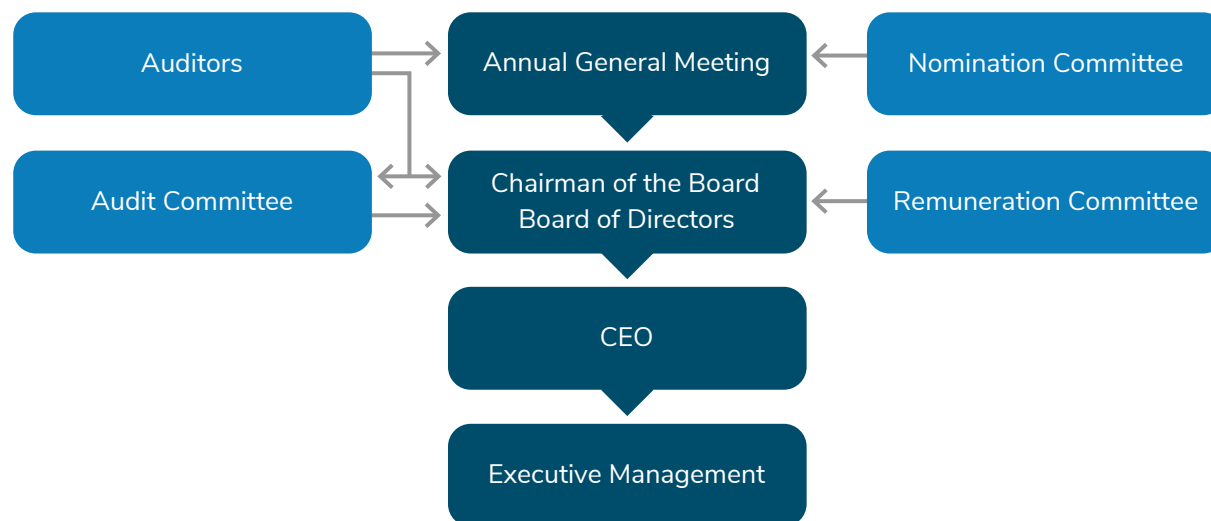 Auditors
Annual General Meeting
Nomination Committee
Audit Committee
Chairman of the Board
Board of Directors
Remuneration Committee
CEO
Executive Management